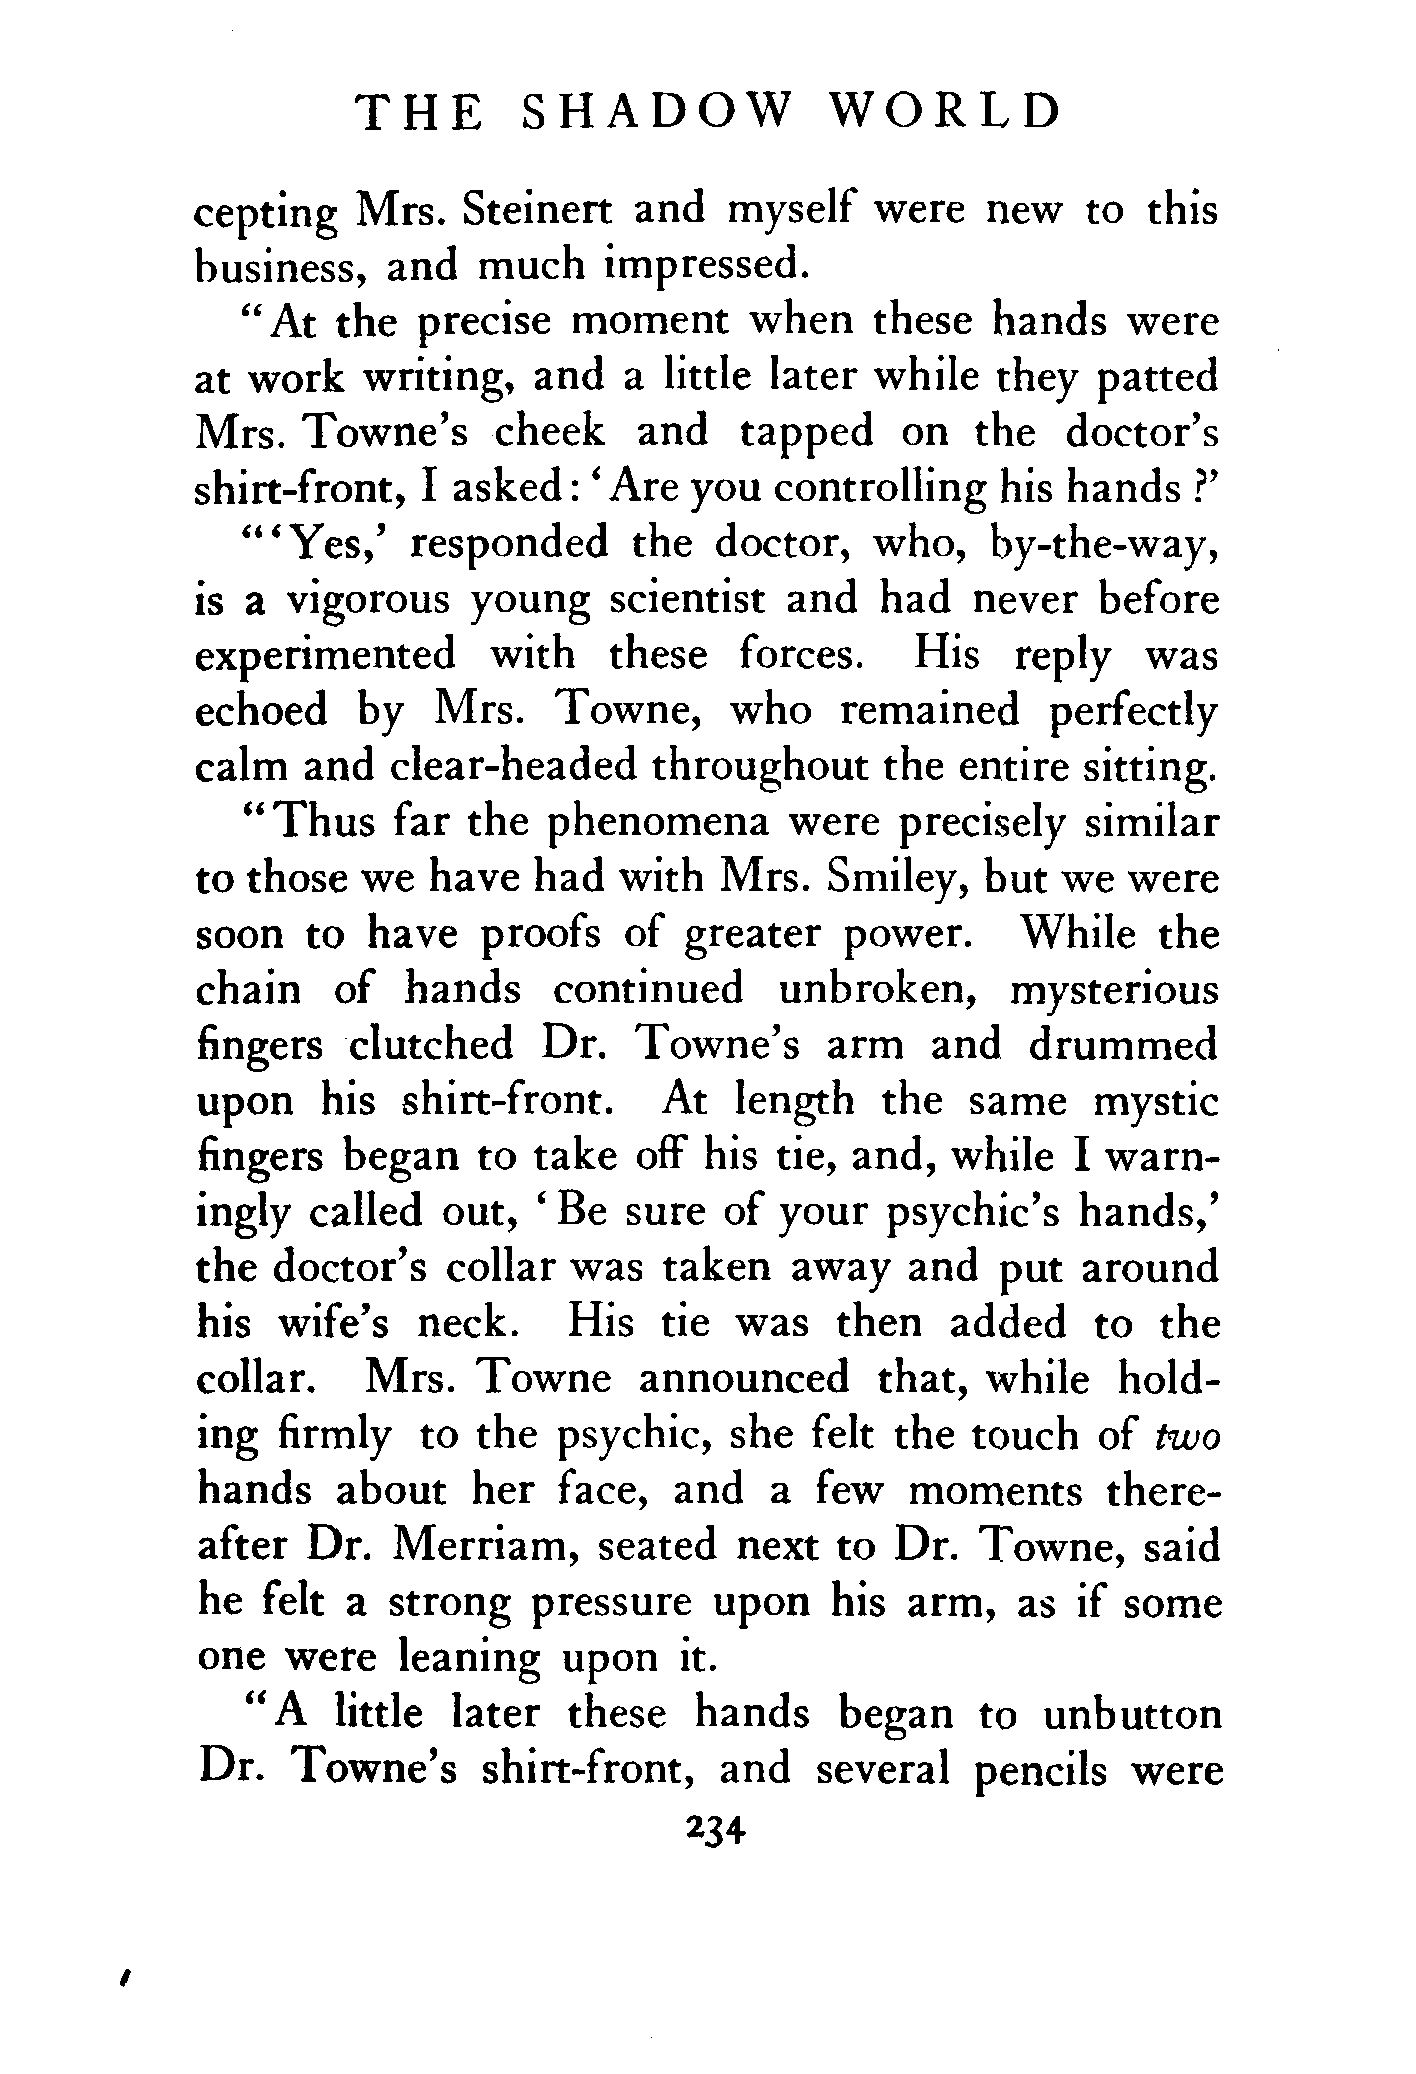 THE SHADOW WORLD
cepting Mrs. Steinert and myself were new to this
business, and much impressed.
"At the precise moment when these hands were
at work writing, and a little later while they patted
Mrs. Towne's cheek and tapped on the doctor's
shirt-front, I asked: 'Are you controlling his hands?'
"'Yes,' responded the doctor, who, by-the-way,
is a vigorous young scientist and had never before
experimented with these forces. His reply was
echoed by Mrs. Towne, who remained perfectly
calm and clear-headed throughout the entire sitting.
"Thus far the phenomena were precisely similar
to those we have had with Mrs. Smiley, but we were
soon to have proofs of greater power. While the
chain of hands continued unbroken, mysterious
fingers clutched Dr. Towne's arm and drummed
upon his shirt-front. At length the same mystic
fingers began to take off his tie, and, while I warn-
ingly called out, 'Be sure of your psychic's hands,'
the doctor's collar was taken away and put around
his wife's neck. His tie was then added to the
collar. Mrs. Towne announced that, while hold-
ing firmly to the psychic, she felt the touch of two
hands about her face, and a few moments there-
after Dr. Merriam, seated next to Dr. Towne, said
he felt a strong pressure upon his arm, as if some
one were leaning upon it.
"A little later these hands began to unbutton
Dr. Towne's shirt-front, and several pencils were
234